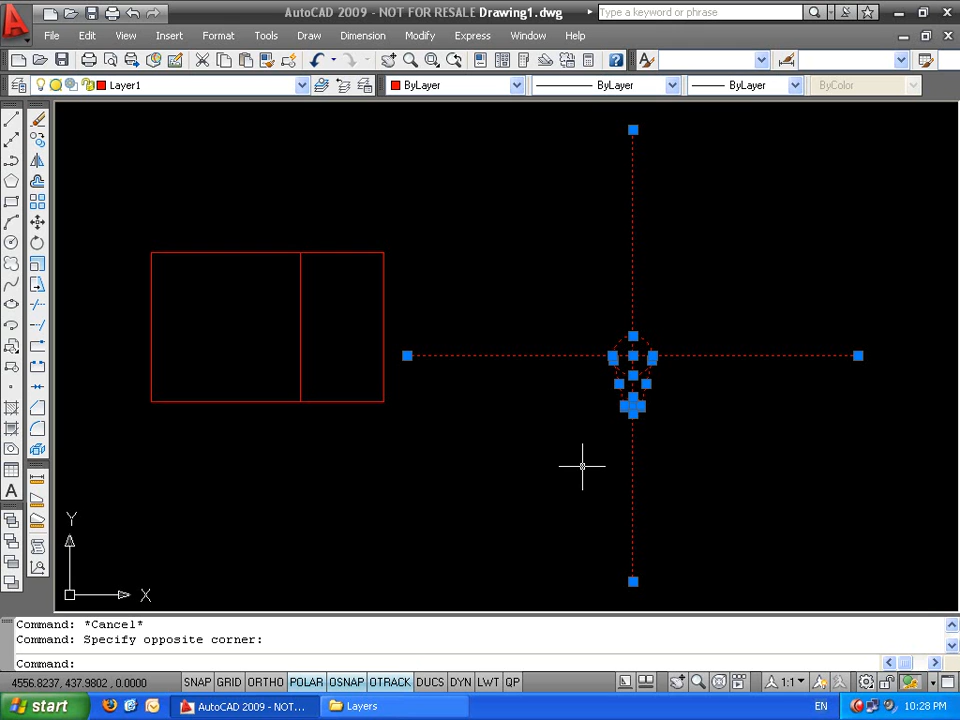 AutoCAD 2009 - NOT FOR RESALE Drawing1.dwg
Type a keyword or phrase
File Edit View Insert Format Tools Draw Dimension Modify Express Window Help
Layer1
ByLayer
ByLayer
ByLayer
ByColor
A
Y
X
Command: *Cancel*
Command: Specify opposite corner:
Command:
4556.8237, 437.9802, 0.0000
SNAP GRID ORTHO POLAR OSNAP OTRACK DUCS DYN LWT QP
1:1
start
AutoCAD 2009 - NOT...
Layers
EN
10:28 PM